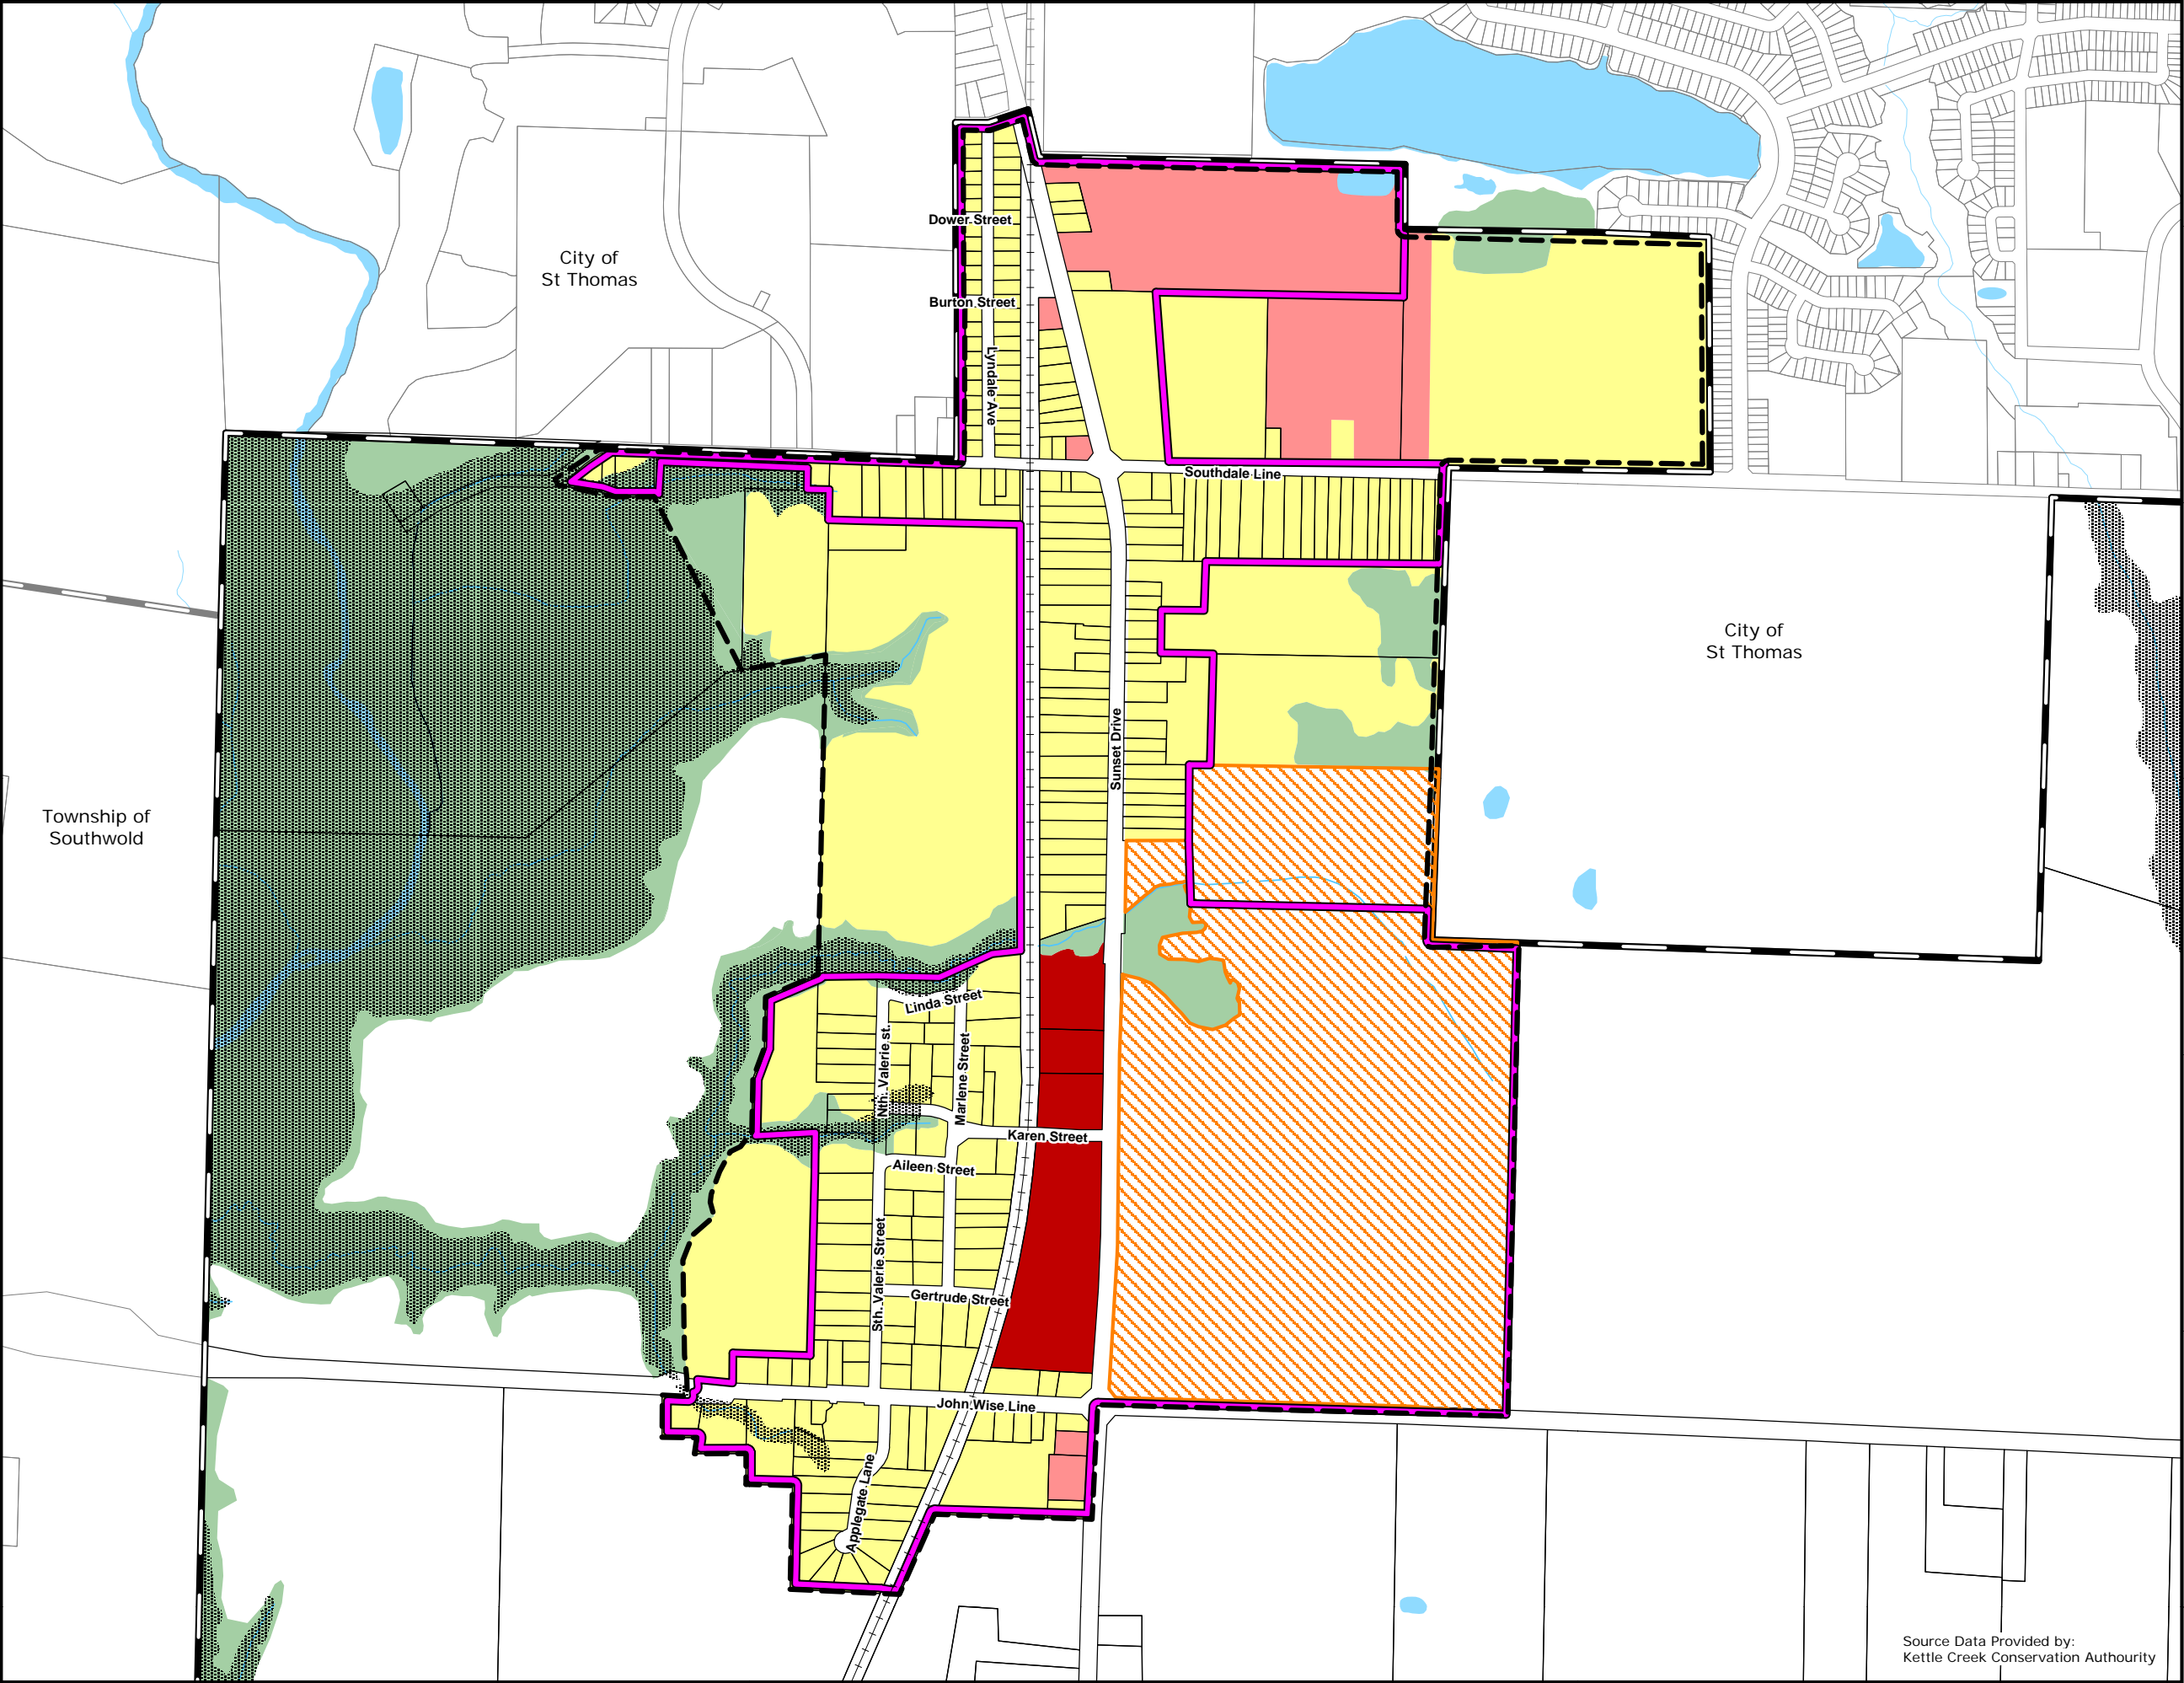 Dower Street
City of
St Thomas
Burton Street
Lyndale Ave
Southdale Line
City of
St Thomas
Sunset Drive
Township of
Southwold
Linda Street
Nth. Valerie st.
Marlene Street
Karen Street
Aileen Street
Sth. Valerie Street
Gertrude Street
John Wise Line
Applegate Lane
Source Data Provided by:
Kettle Creek Conservation Authourity